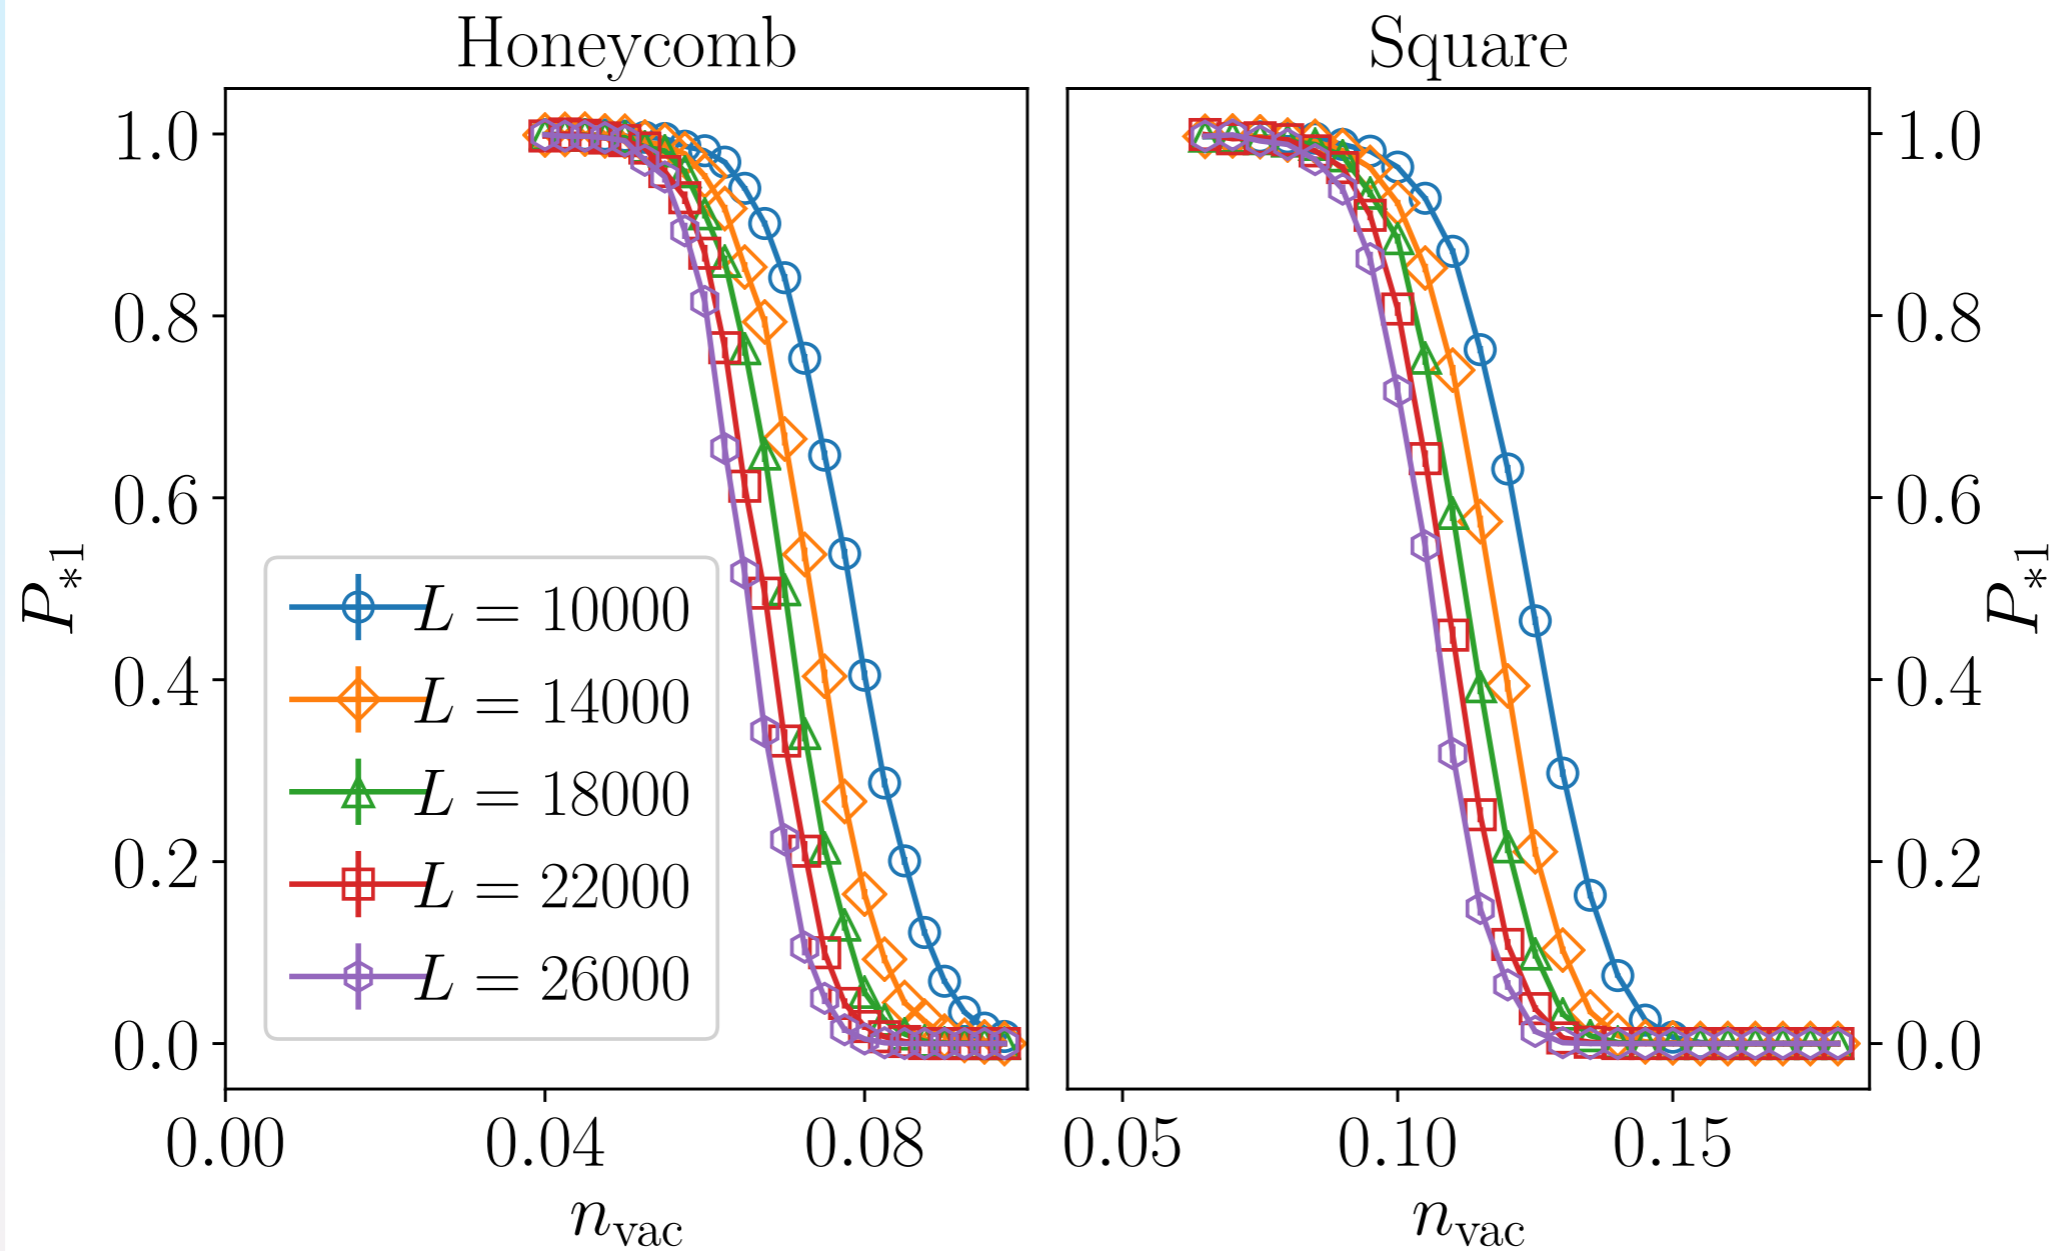 Honeycomb
Square
1.0
0.8
0.6
0.4
0.2
0.0
P*1
L = 10000
L = 14000
L = 18000
L = 22000
L = 26000
1.0
0.8
0.6
0.4
0.2
0.0
P*1
0.00 0.04 0.08
0.05 0.10 0.15
nvac
nvac